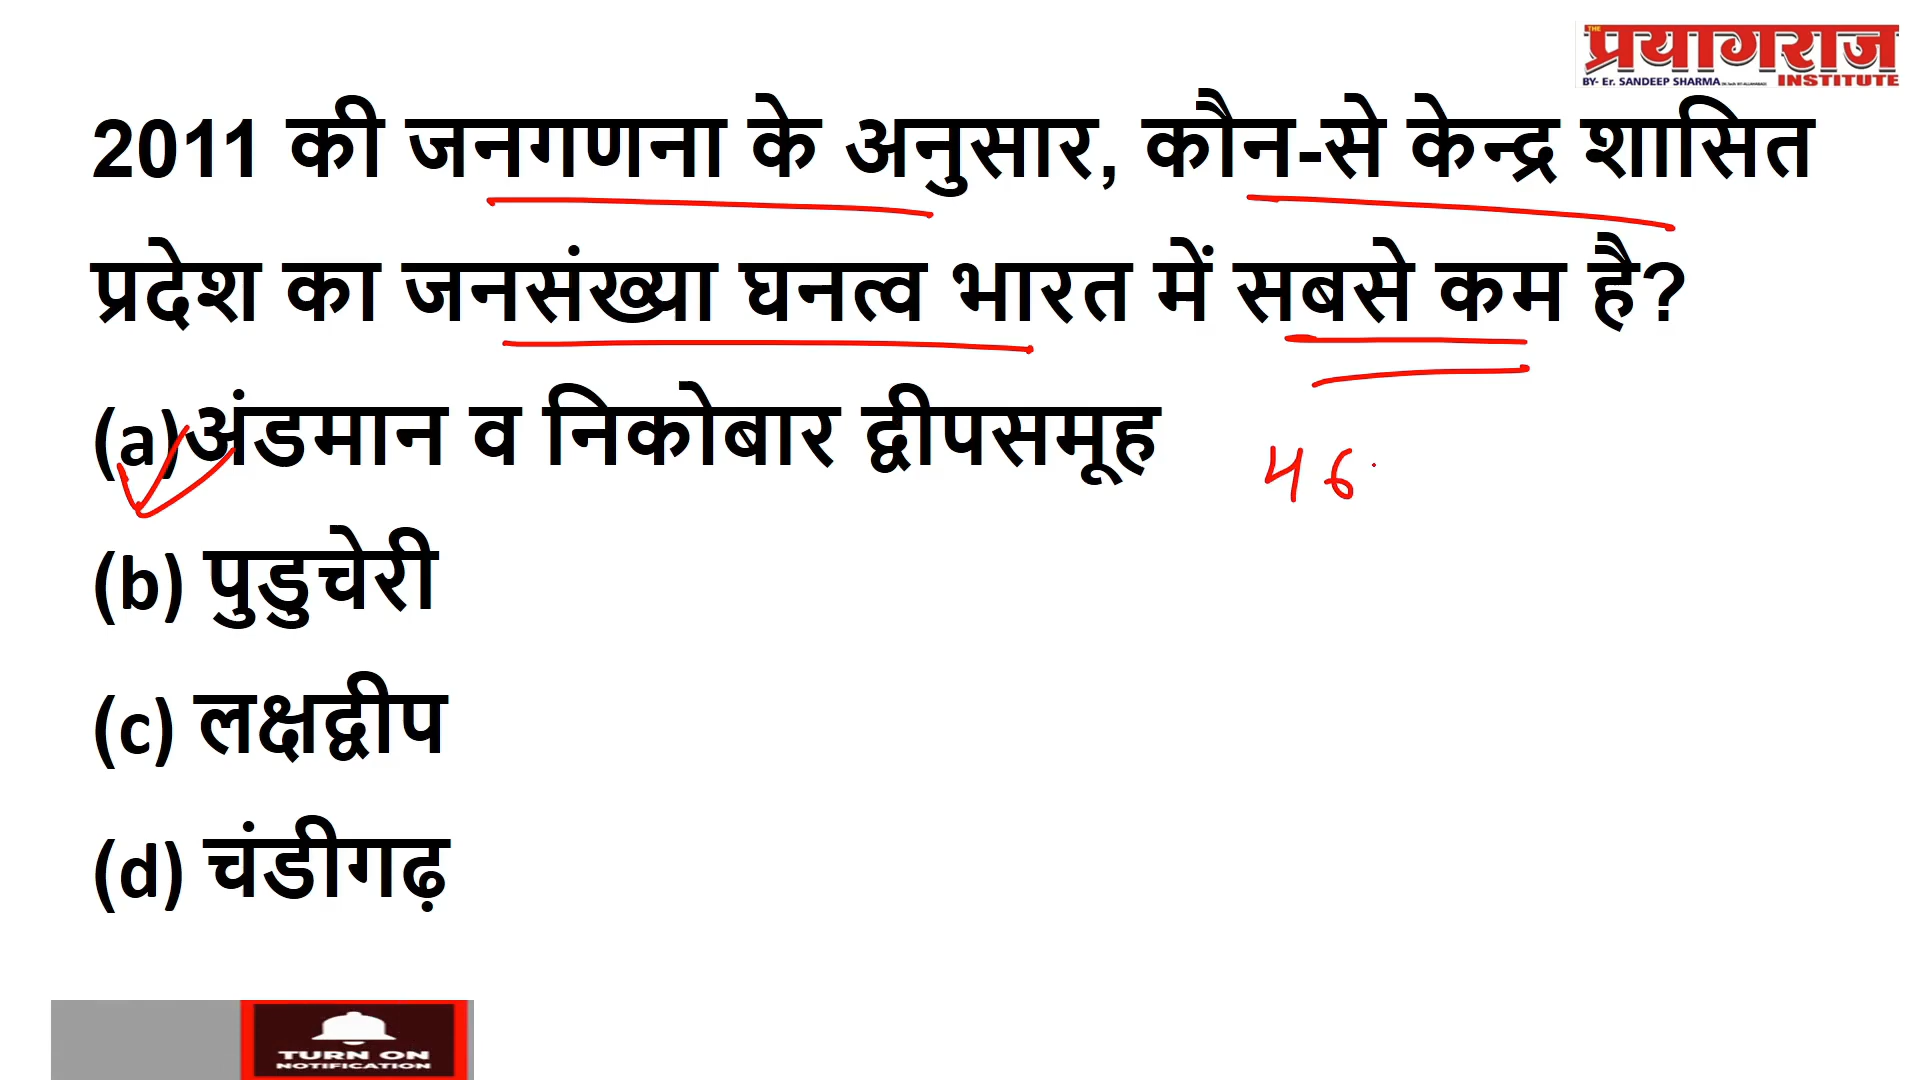 THE
प्रयागराज
BY- Er. SANDEEP SHARMA
INSTITUTE
2011 की जनगणना के अनुसार, कौन-से केन्द्र शासित
प्रदेश का जनसंख्या घनत्व भारत में सबसे कम है?
(a)अंडमान व निकोबार द्वीपसमूह
46
(b) पुडुचेरी
(c) लक्षद्वीप
(d) चंडीगढ़
TURN ON
NOTIFICATION